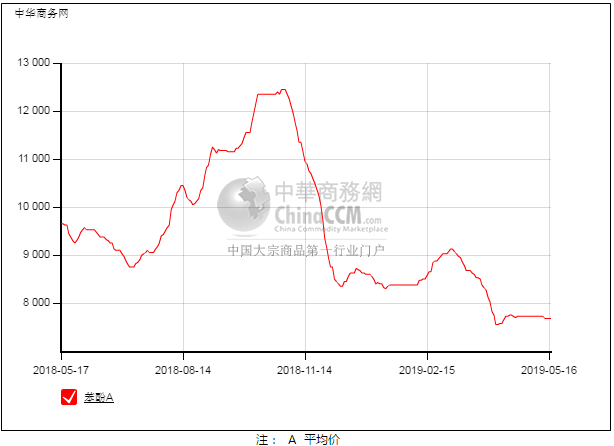 中华商务网
13 000
12 000
11 000
10 000
9 000
8 000
中華商務網
ChinaCCM.com
China Commodity Marketplace
中国大宗商品第一行业门户
2018-05-17 2018-08-14 2018-11-14 2019-02-15 2019-05-16
苯酚A
注： A 平均价